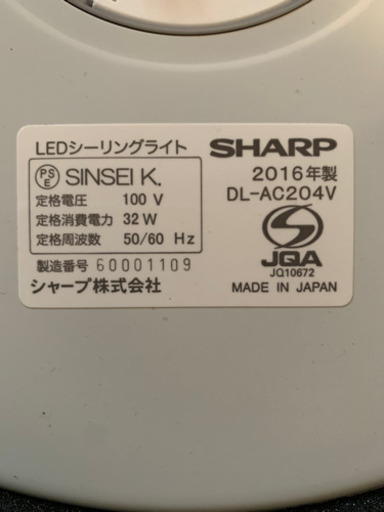 LEDシーリングライト
SHARP
PSE SINSEI K.
定格電圧 100 V
定格消費電力 32 W
定格周波数 50/60 Hz
製造番号 60001109
シャープ株式会社
2016年製
DL-AC204V
S
JQA
JQ10672
MADE IN JAPAN